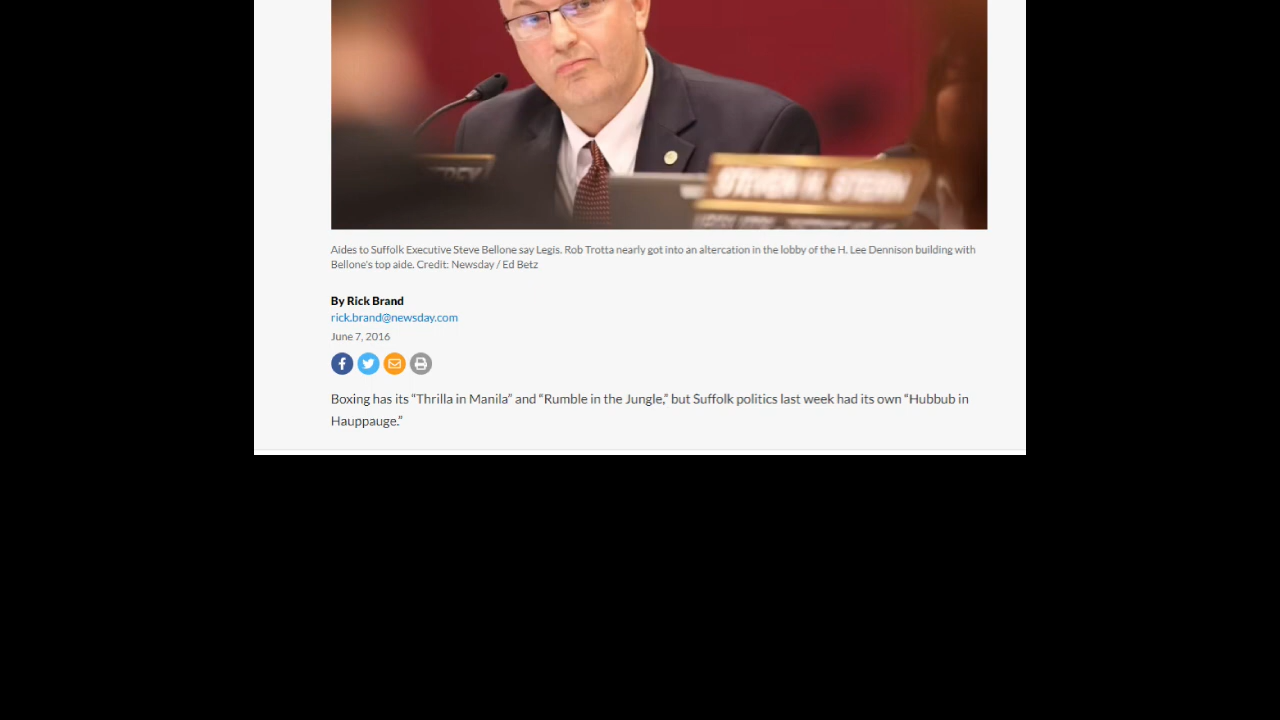 STEVEN H. STERN
Aides to Suffolk Executive Steve Bellone say Legis. Rob Trotta nearly got into an altercation in the lobby of the H. Lee Dennison building with
Bellone's top aide. Credit: Newsday / Ed Betz
By Rick Brand
rick.brand@newsday.com
June 7, 2016
Boxing has its “Thrilla in Manila” and “Rumble in the Jungle,” but Suffolk politics last week had its own “Hubbub in
Hauppauge.”